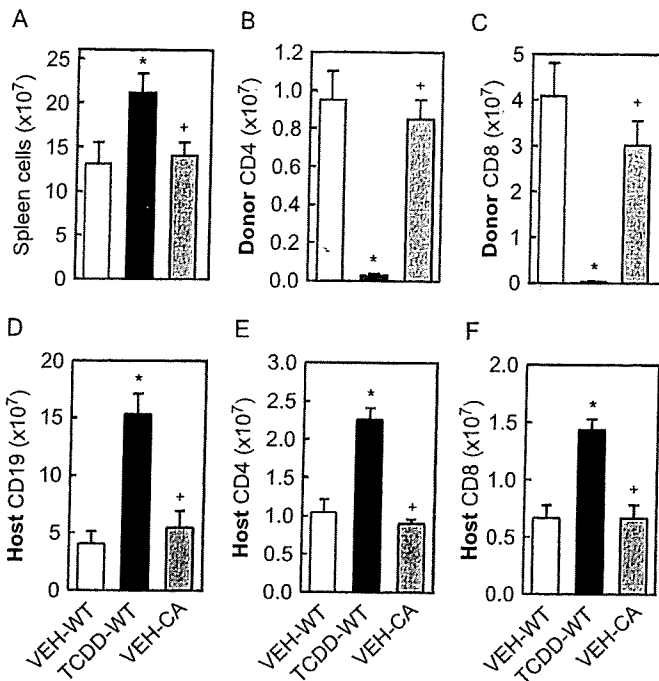 A
Spleen cells (x10⁷)
25
20
15
10
5
0
*
+
B
Donor CD4 (x10⁷)
1.2
1.0
0.8
0.6
0.4
0.2
0.0
*
+
C
Donor CD8 (x10⁷)
5
4
3
2
1
0
*
+
D
Host CD19 (x10⁷)
20
15
10
5
0
*
+
VEH-WT
TCDD-WT
VEH-CA
E
Host CD4 (x10⁷)
3.0
2.5
2.0
1.5
1.0
0.5
0.0
*
+
VEH-WT
TCDD-WT
VEH-CA
F
Host CD8 (x10⁷)
2.0
1.5
1.0
0.5
0.0
*
+
VEH-WT
TCDD-WT
VEH-CA